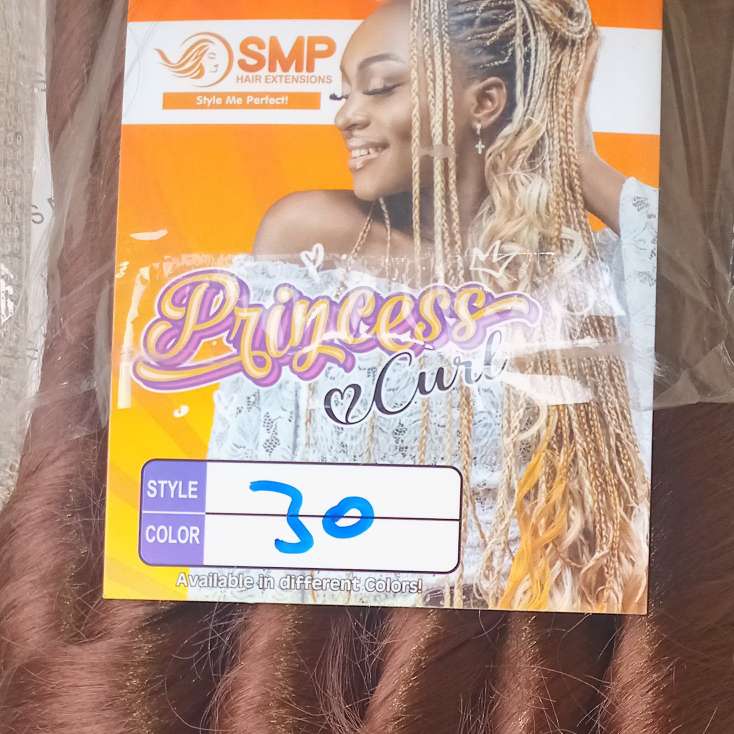 SMP
HAIR EXTENSIONS
Style Me Perfect!
Princess
Curl
STYLE
30
COLOR
Available in different Colors!